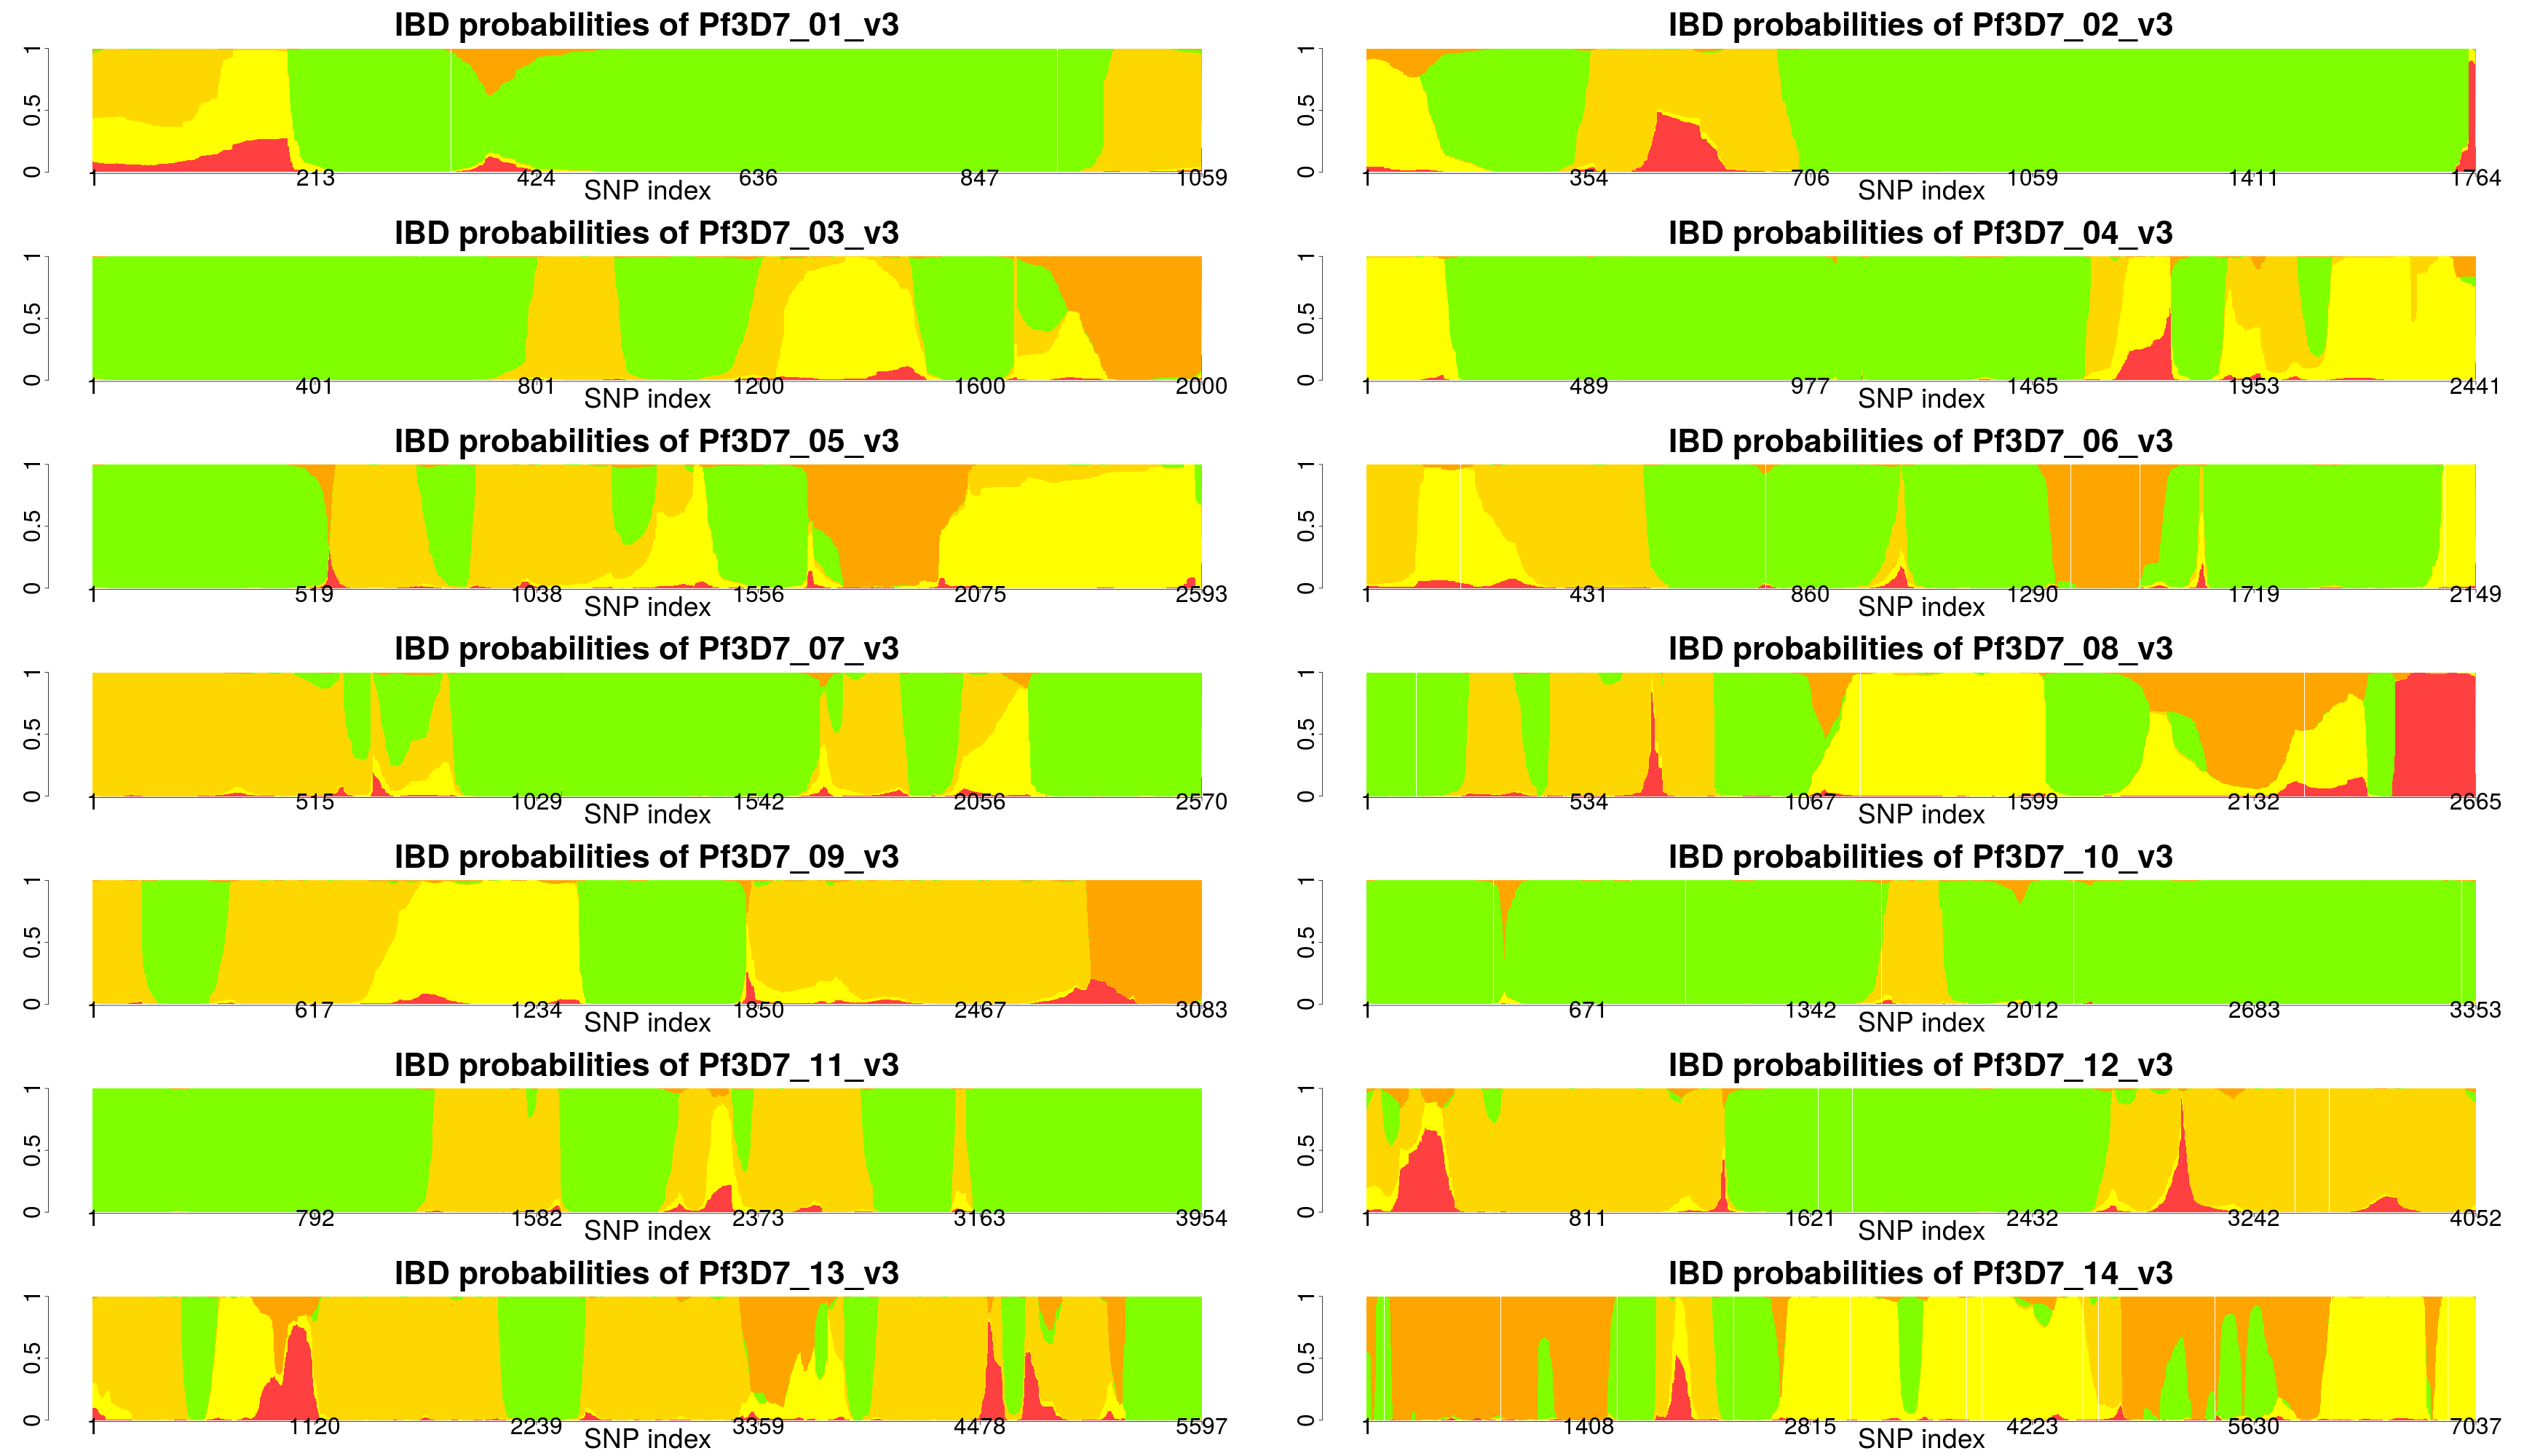 IBD probabilities of Pf3D7_01_v3
1 0.5 0
1 213 424 636 847 1059
SNP index
IBD probabilities of Pf3D7_02_v3
1 0.5 0
1 354 706 1059 1411 1764
SNP index
IBD probabilities of Pf3D7_03_v3
1 0.5 0
1 401 801 1200 1600 2000
SNP index
IBD probabilities of Pf3D7_04_v3
1 0.5 0
1 489 977 1465 1953 2441
SNP index
IBD probabilities of Pf3D7_05_v3
1 0.5 0
1 519 1038 1556 2075 2593
SNP index
IBD probabilities of Pf3D7_06_v3
1 0.5 0
1 431 860 1290 1719 2149
SNP index
IBD probabilities of Pf3D7_07_v3
1 0.5 0
1 515 1029 1542 2056 2570
SNP index
IBD probabilities of Pf3D7_08_v3
1 0.5 0
1 534 1067 1599 2132 2665
SNP index
IBD probabilities of Pf3D7_09_v3
1 0.5 0
1 617 1234 1850 2467 3083
SNP index
IBD probabilities of Pf3D7_10_v3
1 0.5 0
1 671 1342 2012 2683 3353
SNP index
IBD probabilities of Pf3D7_11_v3
1 0.5 0
1 792 1582 2373 3163 3954
SNP index
IBD probabilities of Pf3D7_12_v3
1 0.5 0
1 811 1621 2432 3242 4052
SNP index
IBD probabilities of Pf3D7_13_v3
1 0.5 0
1 1120 2239 3359 4478 5597
SNP index
IBD probabilities of Pf3D7_14_v3
1 0.5 0
1 1408 2815 4223 5630 7037
SNP index